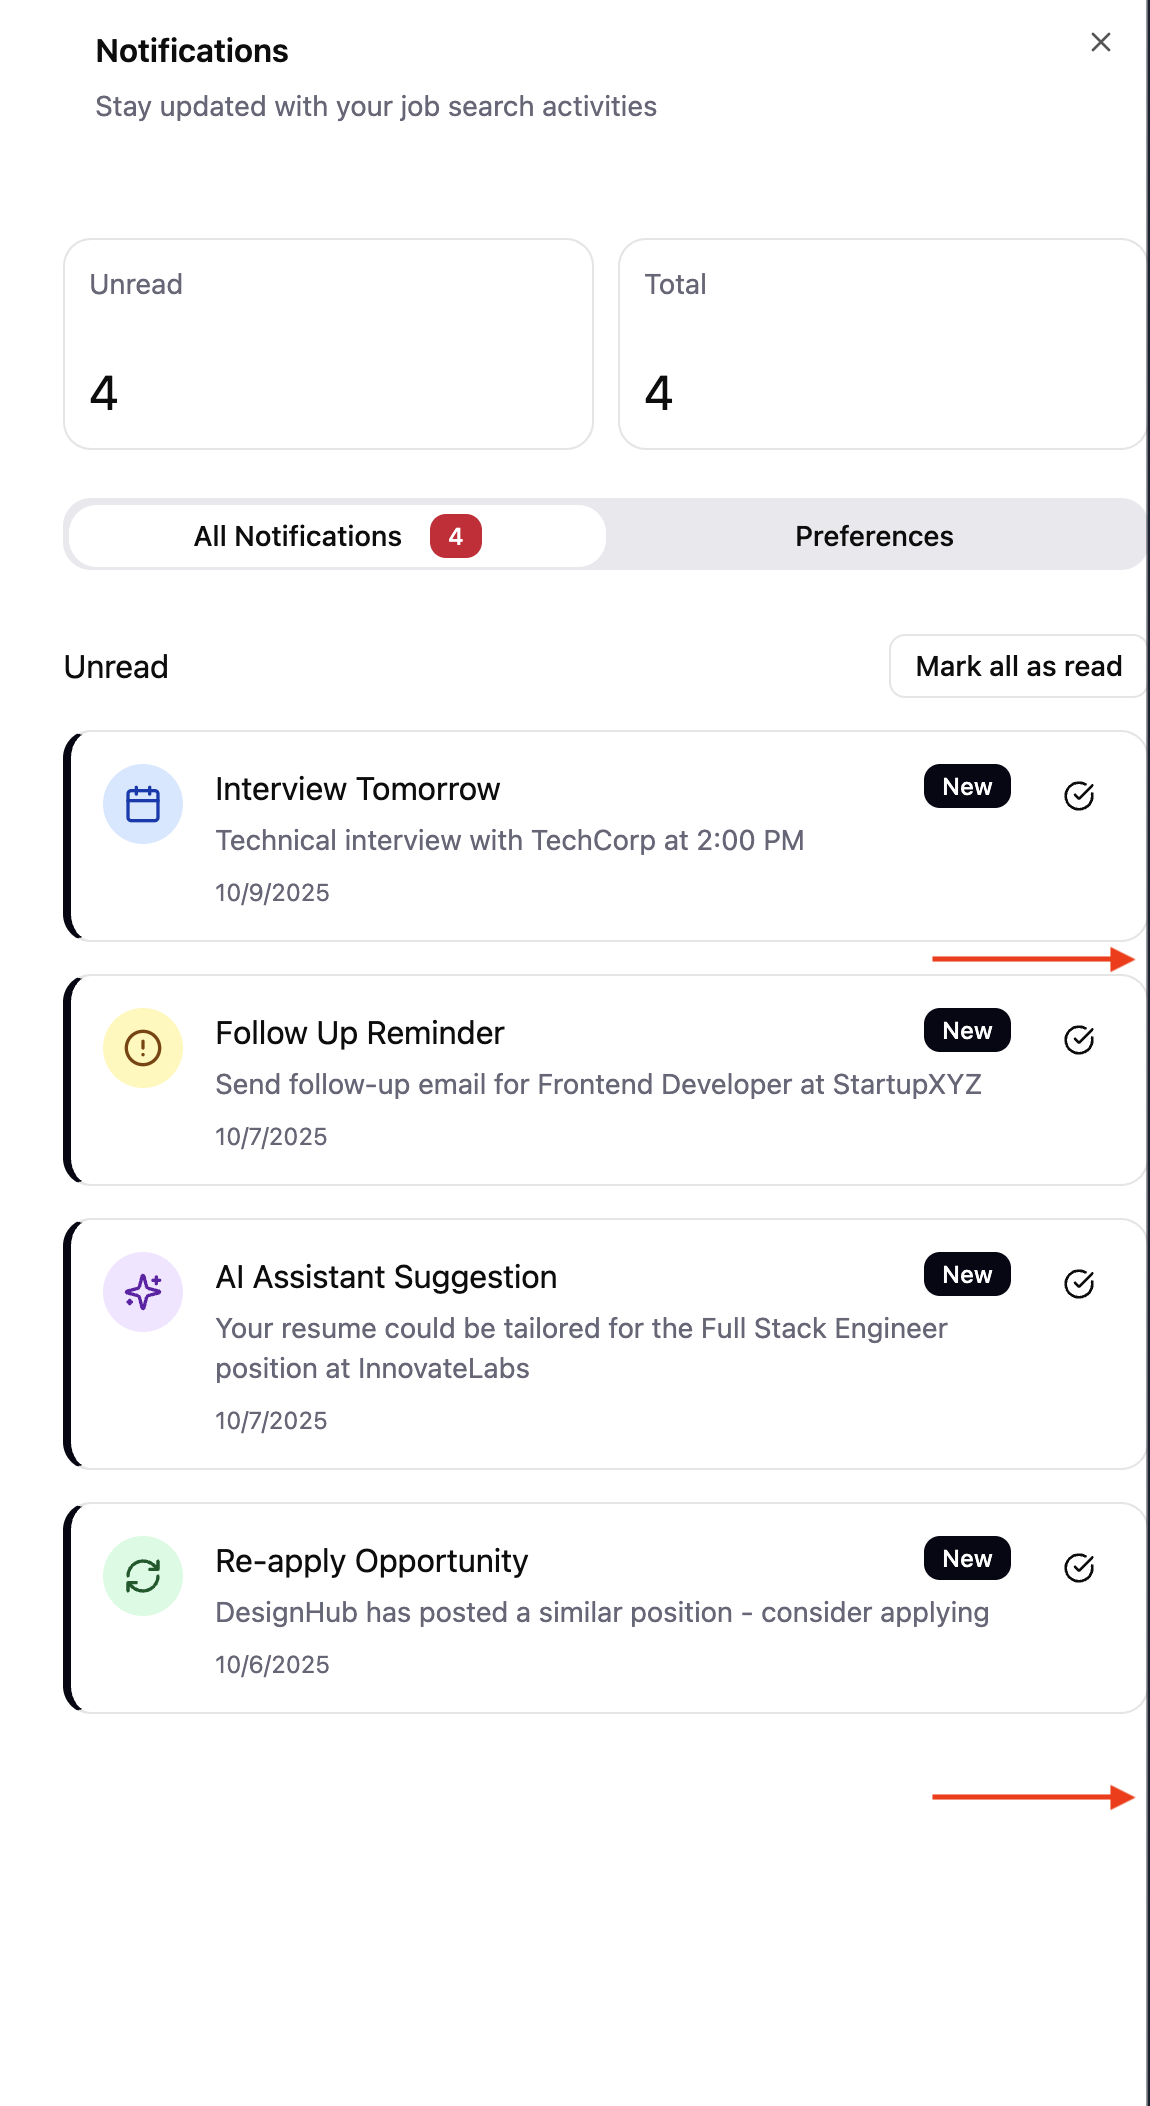 Notifications
Stay updated with your job search activities
Unread
4
Total
4
All Notifications 4
Preferences
Unread
Mark all as read
Interview Tomorrow
New
Technical interview with TechCorp at 2:00 PM
10/9/2025
Follow Up Reminder
New
Send follow-up email for Frontend Developer at StartupXYZ
10/7/2025
AI Assistant Suggestion
New
Your resume could be tailored for the Full Stack Engineer
position at InnovateLabs
10/7/2025
Re-apply Opportunity
New
DesignHub has posted a similar position - consider applying
10/6/2025